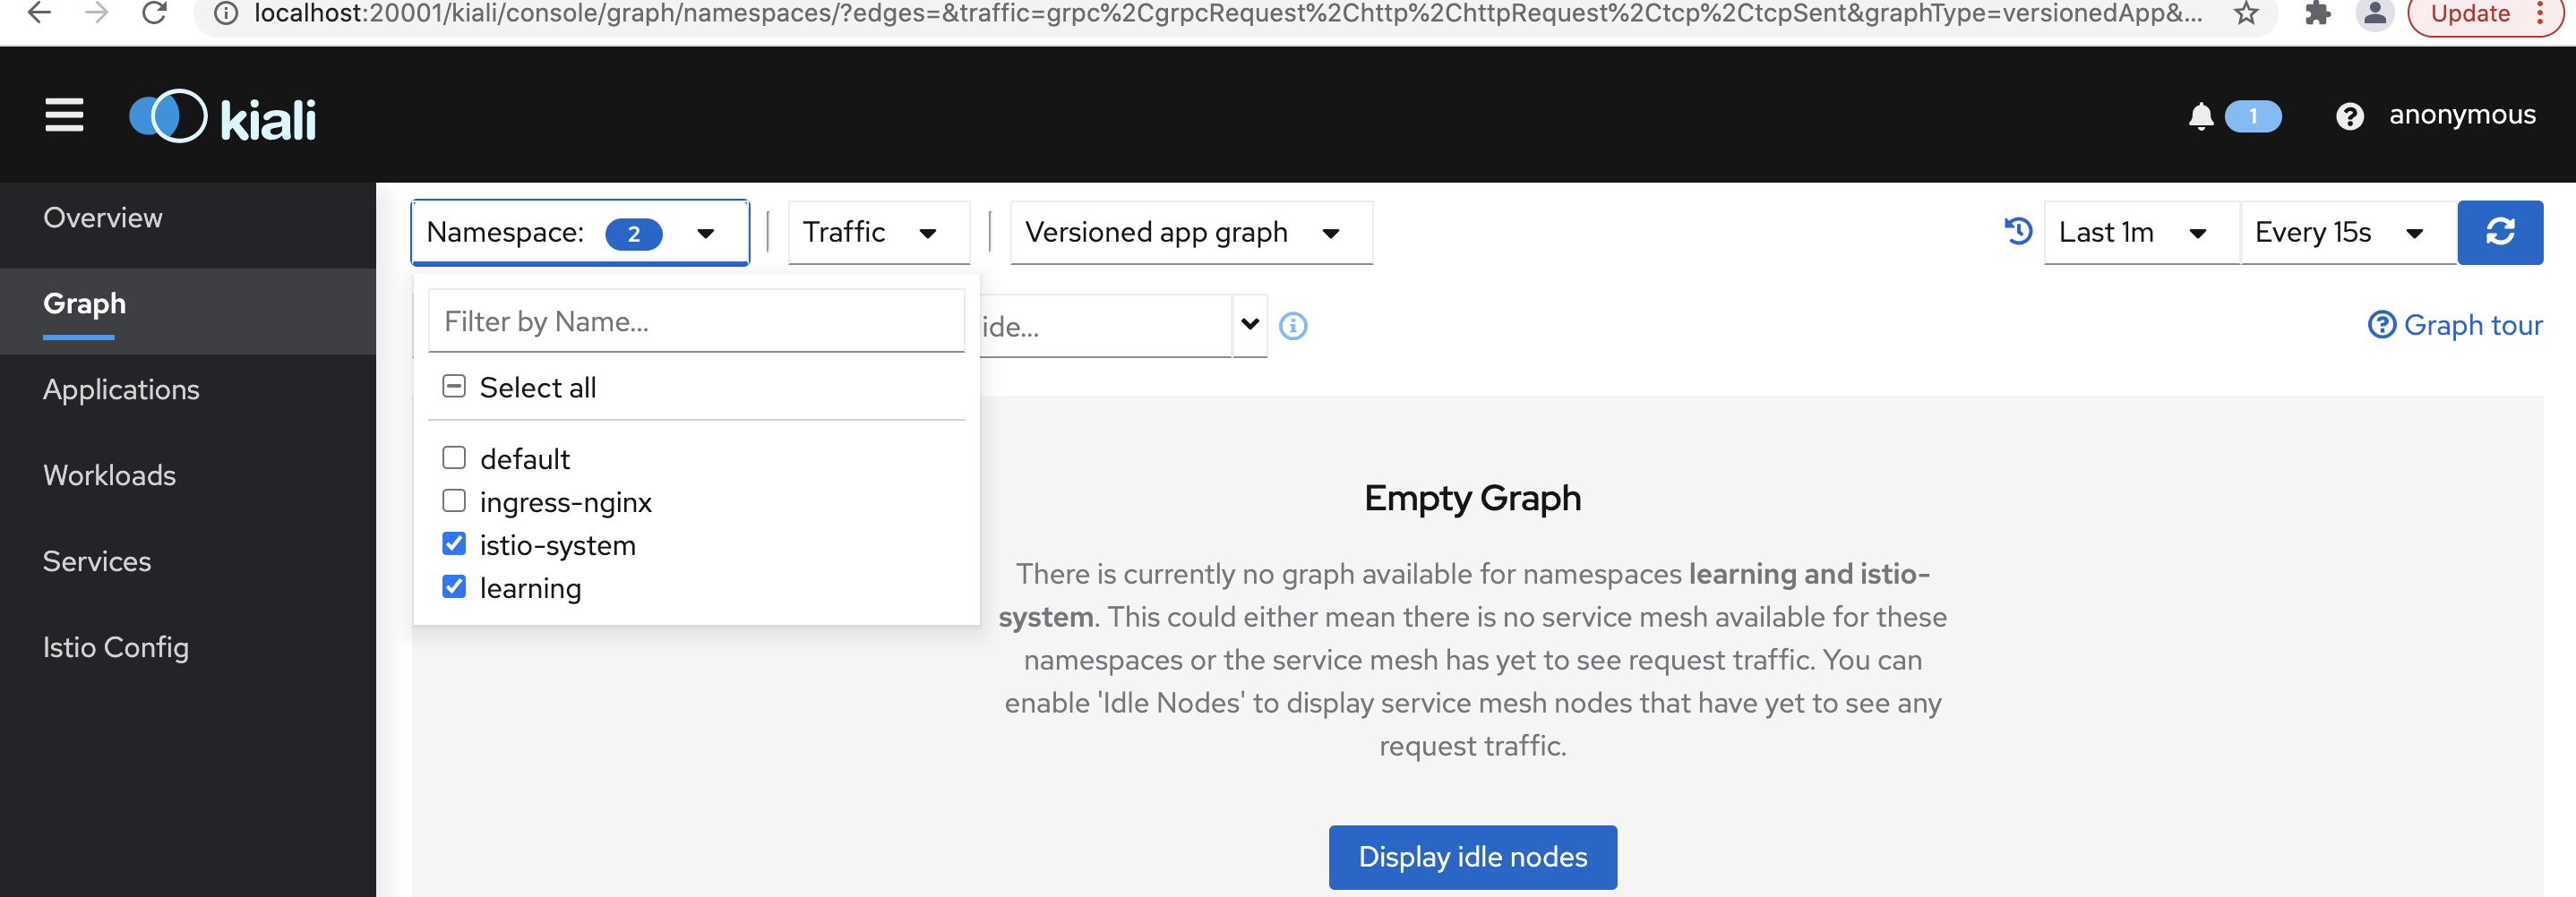 localhost:20001/kiali/console/graph/namespaces/?edges=&traffic=grpc%2CgrpcRequest%2Chttp%2ChttpRequest%2Ctcp%2CtcpSent&graphType=versionedApp&...
Update
kiali
1
anonymous
Overview
Graph
Applications
Workloads
Services
Istio Config
Namespace: 2
Traffic
Versioned app graph
Last 1m
Every 15s
Filter by Name...
ide...
Graph tour
Select all
default
ingress-nginx
istio-system
learning
Empty Graph
There is currently no graph available for namespaces learning and istio-
system. This could either mean there is no service mesh available for these
namespaces or the service mesh has yet to see request traffic. You can
enable 'Idle Nodes' to display service mesh nodes that have yet to see any
request traffic.
Display idle nodes